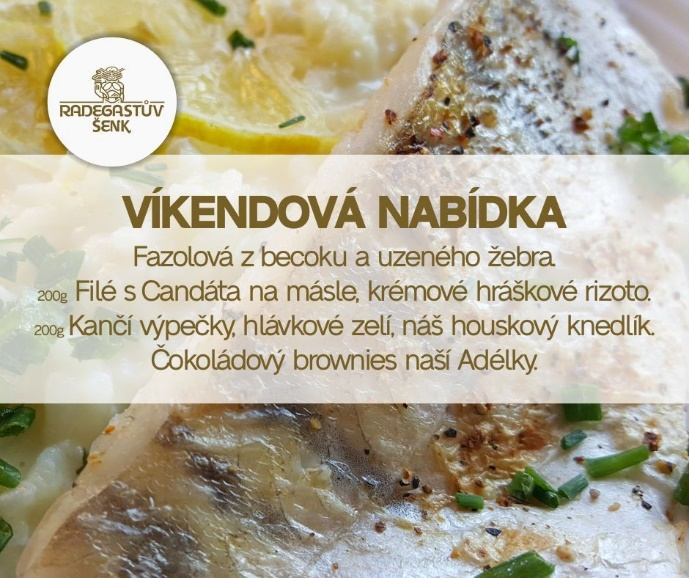 RADEGASTŮV
ŠENK
VÍKENDOVÁ NABÍDKA
Fazolová z becoku a uzeného žebra.
200g Filé s Candáta na másle, krémové hráškové rizoto.
200g Kančí výpečky, hlávkové zelí, náš houskový knedlík.
Čokoládový brownies naší Adélky.